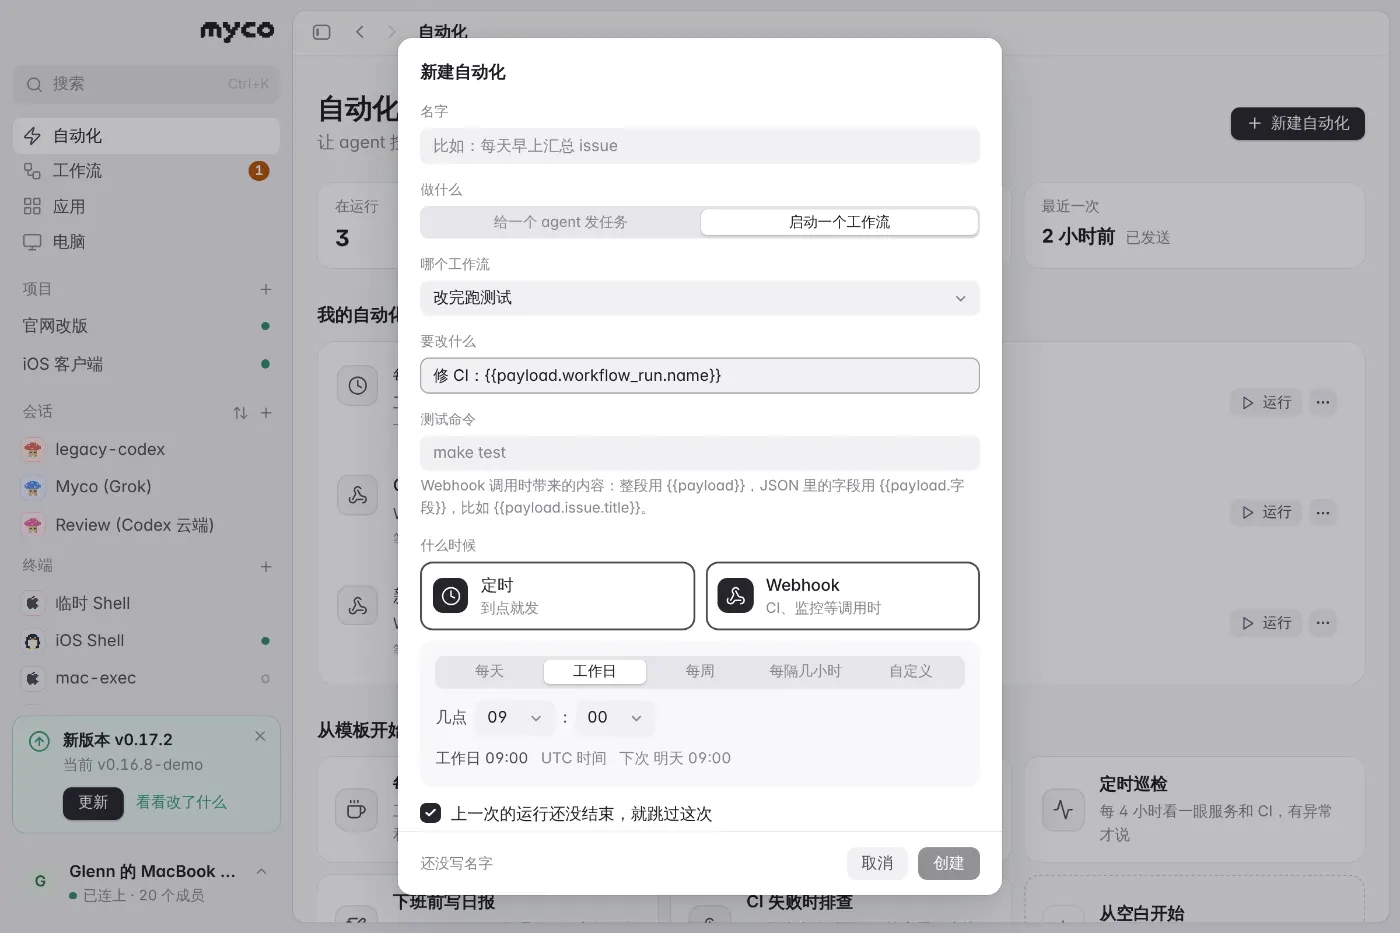 myco
搜索 Ctrl+K
自动化
工作流 1
应用
电脑
项目
官网改版
iOS 客户端
会话
legacy-codex
Myco (Grok)
Review (Codex 云端)
终端
临时 Shell
iOS Shell
mac-exec
新版本 v0.17.2
当前 v0.16.8-demo
更新 看看改了什么
G Glenn 的 MacBook ...
已连上 · 20 个成员
自动化
自动化
让 agent
新建自动化
在运行
3
最近一次
2 小时前 已发送
我的自动化
运行
运行
运行
从模板开始
定时巡检
每 4 小时看一眼服务和 CI，有异常
才说
下班前写日报
CI 失败时排查
从空白开始
新建自动化
名字
比如：每天早上汇总 issue
做什么
给一个 agent 发任务 启动一个工作流
哪个工作流
改完跑测试
要改什么
修 CI：{{payload.workflow_run.name}}
测试命令
make test
Webhook 调用时带来的内容：整段用 {{payload}}，JSON 里的字段用 {{payload.字
段}}，比如 {{payload.issue.title}}。
什么时候
定时
到点就发
Webhook
CI、监控等调用时
每天 工作日 每周 每隔几小时 自定义
几点 09 : 00
工作日 09:00 UTC 时间 下次 明天 09:00
上一次的运行还没结束，就跳过这次
还没写名字 取消 创建